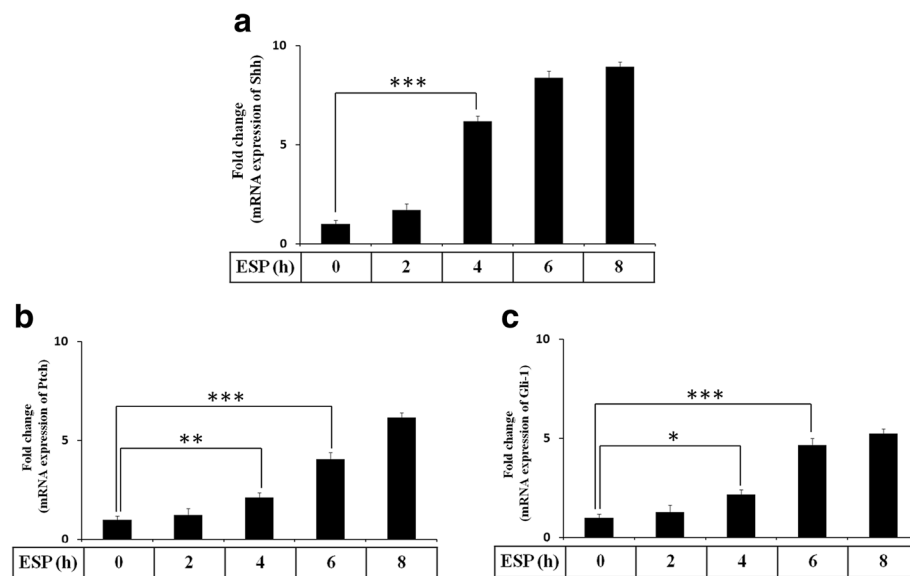 a
Fold change
(mRNA expression of Shh)
10
5
0
***
ESP (h) 0 2 4 6 8
b
Fold change
(mRNA expression of Ptch)
10
5
0
***
**
ESP (h) 0 2 4 6 8
c
Fold change
(mRNA expression of Gli-1)
10
5
0
***
*
ESP (h) 0 2 4 6 8